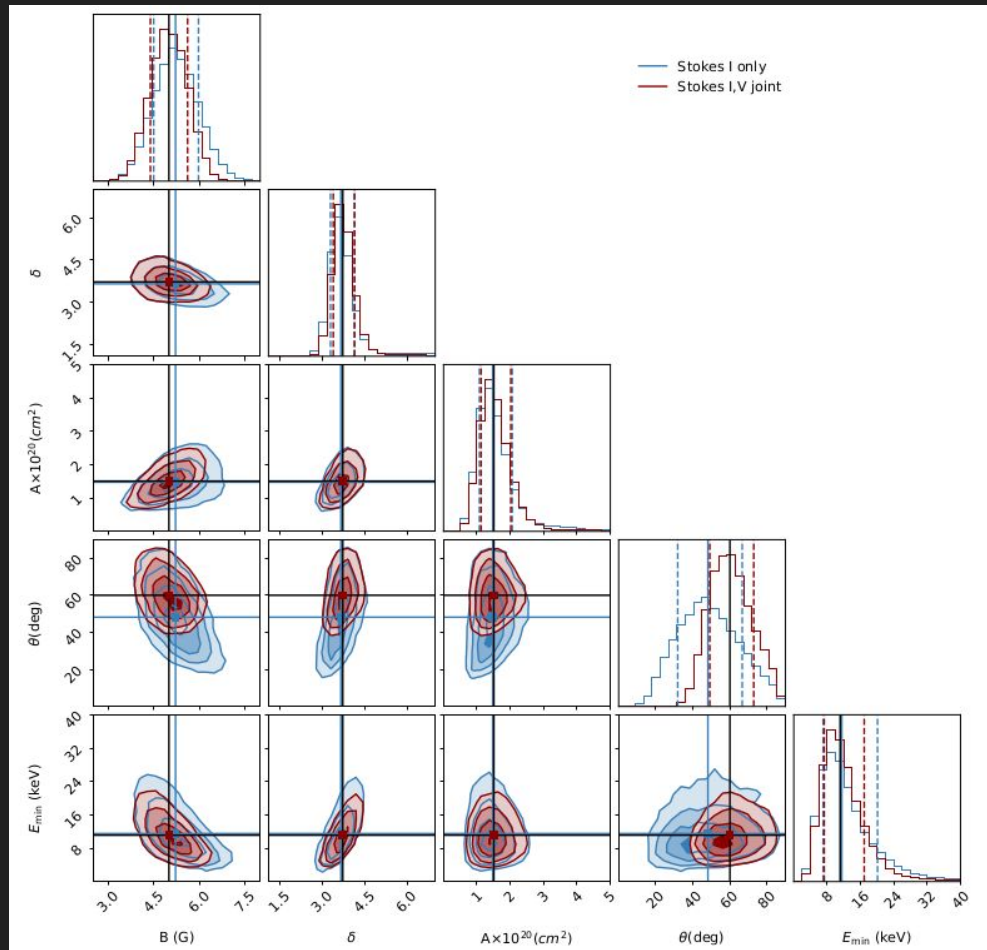 Stokes I only
Stokes I,V joint
6.0
4.5
3.0
1.5
δ
5
4
3
2
1
A×10²⁰(cm²)
80
60
40
20
θ(deg)
40
32
24
16
8
E_min (keV)
3.0 4.5 6.0 7.5
1.5 3.0 4.5 6.0
1 2 3 4 5
20 40 60 80
8 16 24 32 40
B (G)
δ
A×10²⁰(cm²)
θ(deg)
E_min (keV)